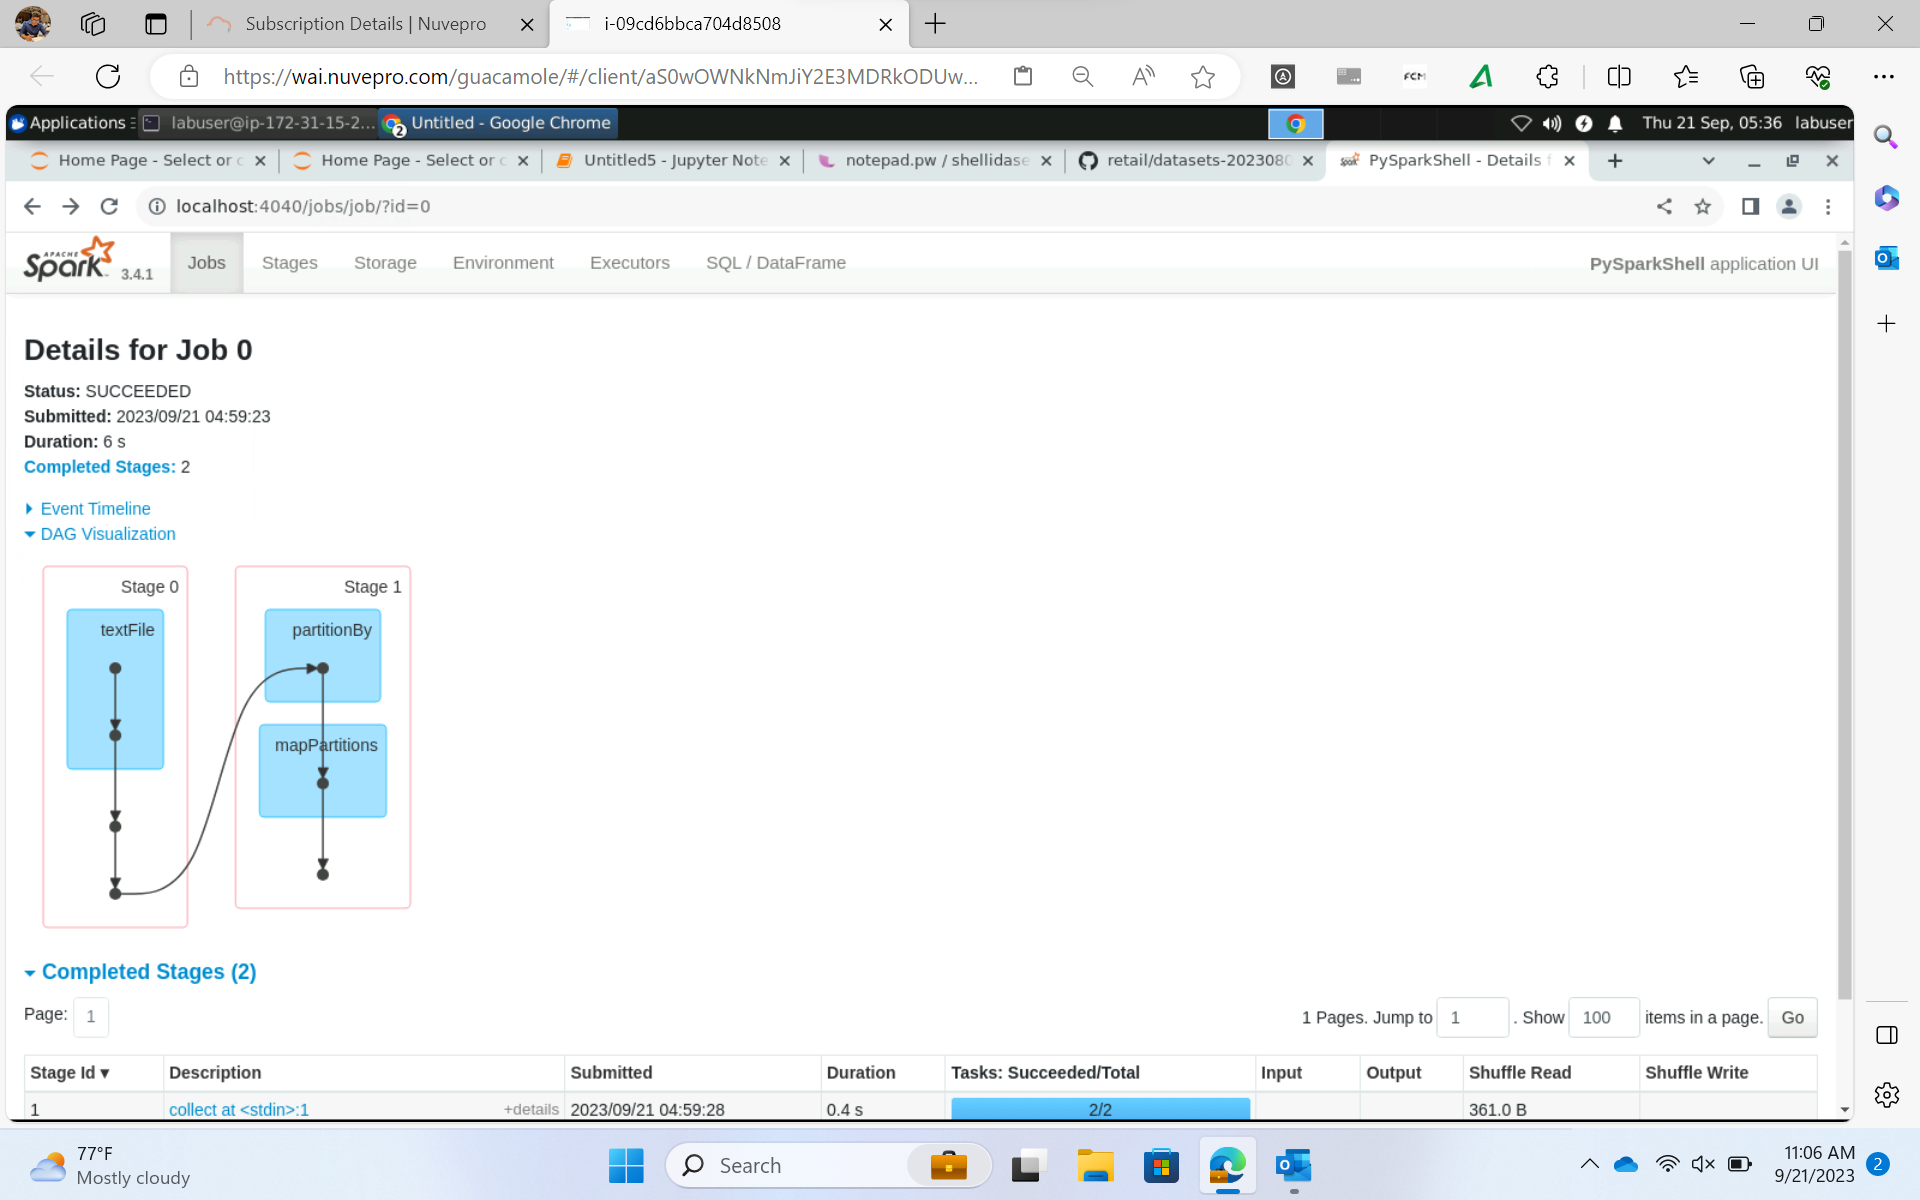 Subscription Details | Nuvepro
i-09cd6bbca704d8508
https://wai.nuvepro.com/guacamole/#/client/aS0wOWNkNmJiY2E3MDRkODUw...
FCM
Applications
labuser@ip-172-31-15-2...
2
Untitled - Google Chrome
Thu 21 Sep, 05:36
labuser
Home Page - Select or c
Home Page - Select or c
Untitled5 - Jupyter Note
notepad.pw / shellidase
retail/datasets-2023080
PySparkShell - Details f
localhost:4040/jobs/job/?id=0
APACHE
Spark 3.4.1
Jobs
Stages
Storage
Environment
Executors
SQL / DataFrame
PySparkShell application UI
Details for Job 0
Status: SUCCEEDED
Submitted: 2023/09/21 04:59:23
Duration: 6 s
Completed Stages: 2
Event Timeline
DAG Visualization
Stage 0
Stage 1
textFile
partitionBy
mapPartitions
Completed Stages (2)
Page: 1
1 Pages. Jump to 1 . Show 100 items in a page. Go
Stage Id ▾ Description Submitted Duration Tasks: Succeeded/Total Input Output Shuffle Read Shuffle Write
1 collect at <stdin>:1 +details 2023/09/21 04:59:28 0.4 s 2/2 361.0 B
77°F
Mostly cloudy
Search
11:06 AM
9/21/2023
2